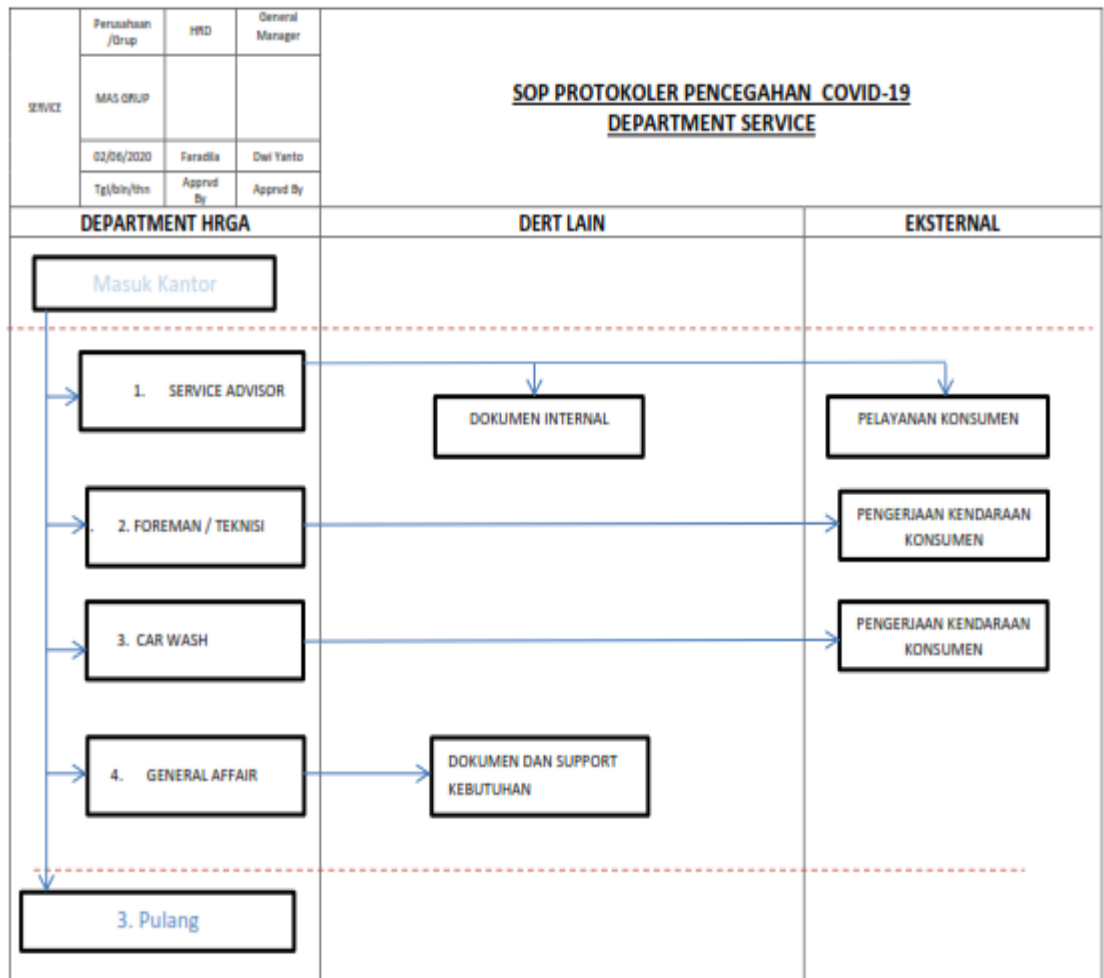 SERVICE
Perusahaan
/Grup
HRD
General
Manager
MAS GRUP
02/06/2020
Faradila
Dwi Yanto
Tgl/bln/thn
Apprvd
By
Apprvd By
SOP PROTOKOLER PENCEGAHAN COVID-19
DEPARTMENT SERVICE
DEPARTMENT HRGA
DERT LAIN
EKSTERNAL
Masuk Kantor
1. SERVICE ADVISOR
DOKUMEN INTERNAL
PELAYANAN KONSUMEN
. 2. FOREMAN / TEKNISI
PENGERJAAN KENDARAAN
KONSUMEN
3. CAR WASH
PENGERJAAN KENDARAAN
KONSUMEN
4. GENERAL AFFAIR
DOKUMEN DAN SUPPORT
KEBUTUHAN
3. Pulang